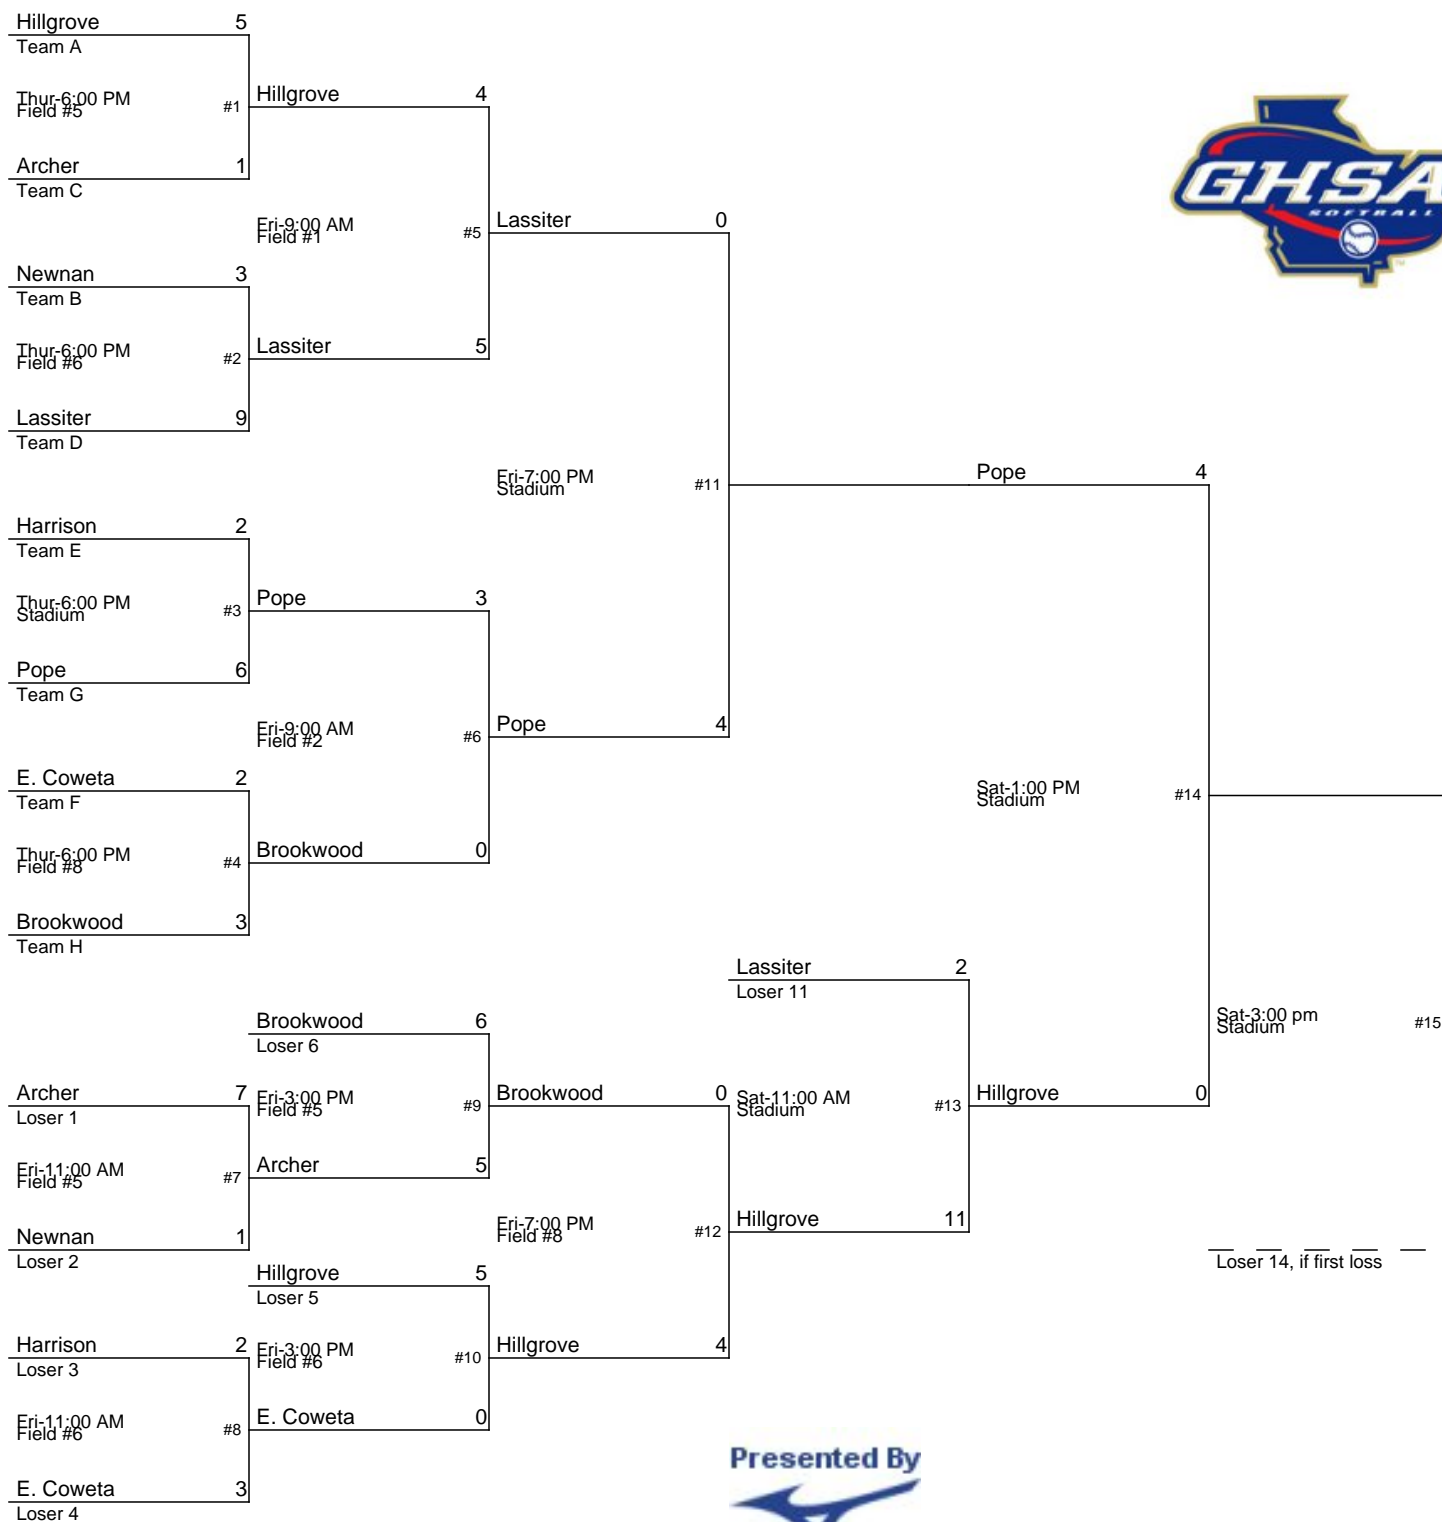 Hillgrove 5
Team A
Thur-6:00 PM
Field #5
#1
Hillgrove 4
Archer 1
Team C
Fri-9:00 AM
Field #1
#5
Lassiter 0
Newnan 3
Team B
Thur-6:00 PM
Field #6
#2
Lassiter 5
Lassiter 9
Team D
Fri-7:00 PM
Stadium
#11
Pope 4
Harrison 2
Team E
Thur-6:00 PM
Stadium
#3
Pope 3
Pope 6
Team G
Fri-9:00 AM
Field #2
#6
Pope 4
E. Coweta 2
Team F
Thur-6:00 PM
Field #8
#4
Brookwood 0
Brookwood 3
Team H
Sat-1:00 PM
Stadium
#14
Lassiter 2
Loser 11
Brookwood 6
Loser 6
Sat-3:00 pm
Stadium
#15
Archer 7
Loser 1
Fri-3:00 PM
Field #5
#9
Brookwood 0
Sat-11:00 AM
Stadium
#13
Hillgrove 0
Fri-11:00 AM
Field #5
#7
Archer 5
Newnan 1
Loser 2
Fri-7:00 PM
Field #8
#12
Hillgrove 11
Hillgrove 5
Loser 5
Loser 14, if first loss
Harrison 2
Loser 3
Fri-3:00 PM
Field #6
#10
Hillgrove 4
Fri-11:00 AM
Field #6
#8
E. Coweta 0
E. Coweta 3
Loser 4
GHSA
SOFTBALL
TM
Presented By